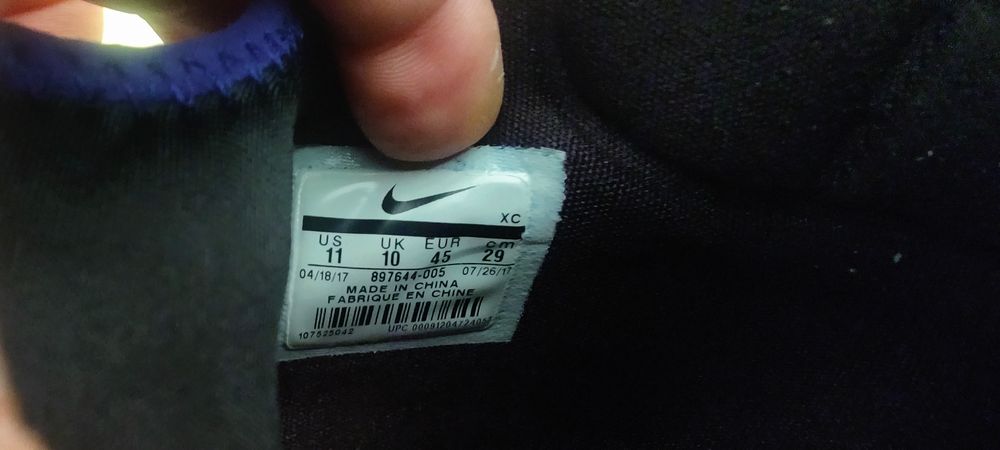 XC
US UK EUR cm
11 10 45 29
04/18/17 897644-005 07/26/17
MADE IN CHINA
FABRIQUE EN CHINE
107525042 UPC